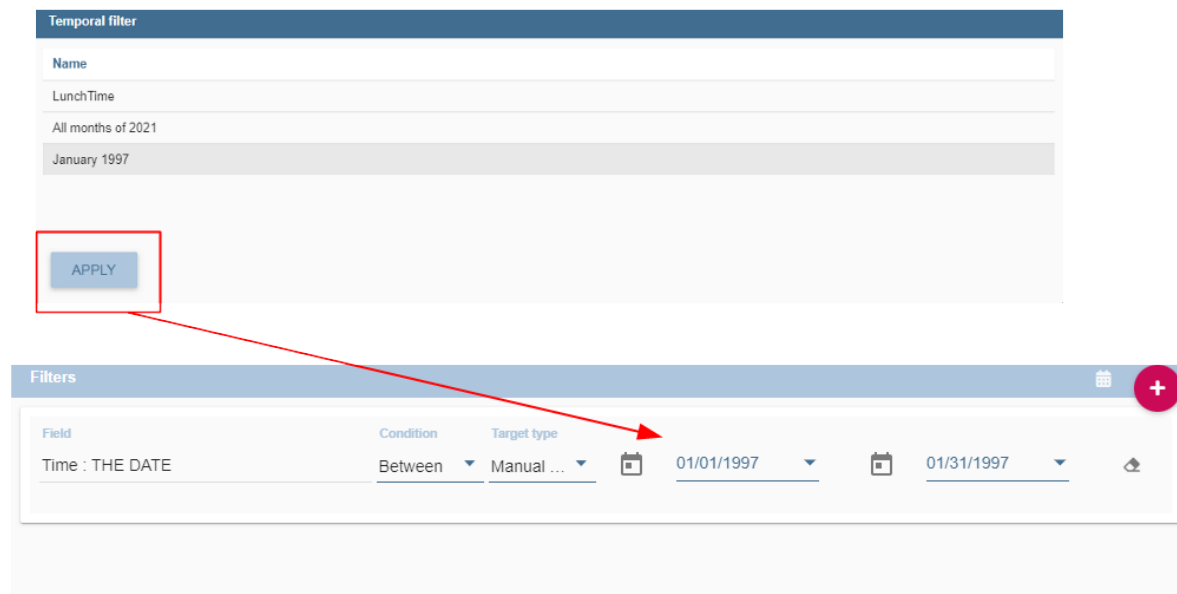 Temporal filter
Name
LunchTime
All months of 2021
January 1997
APPLY
Filters
+
Field Condition Target type
Time : THE DATE Between Manual ... 01/01/1997 01/31/1997